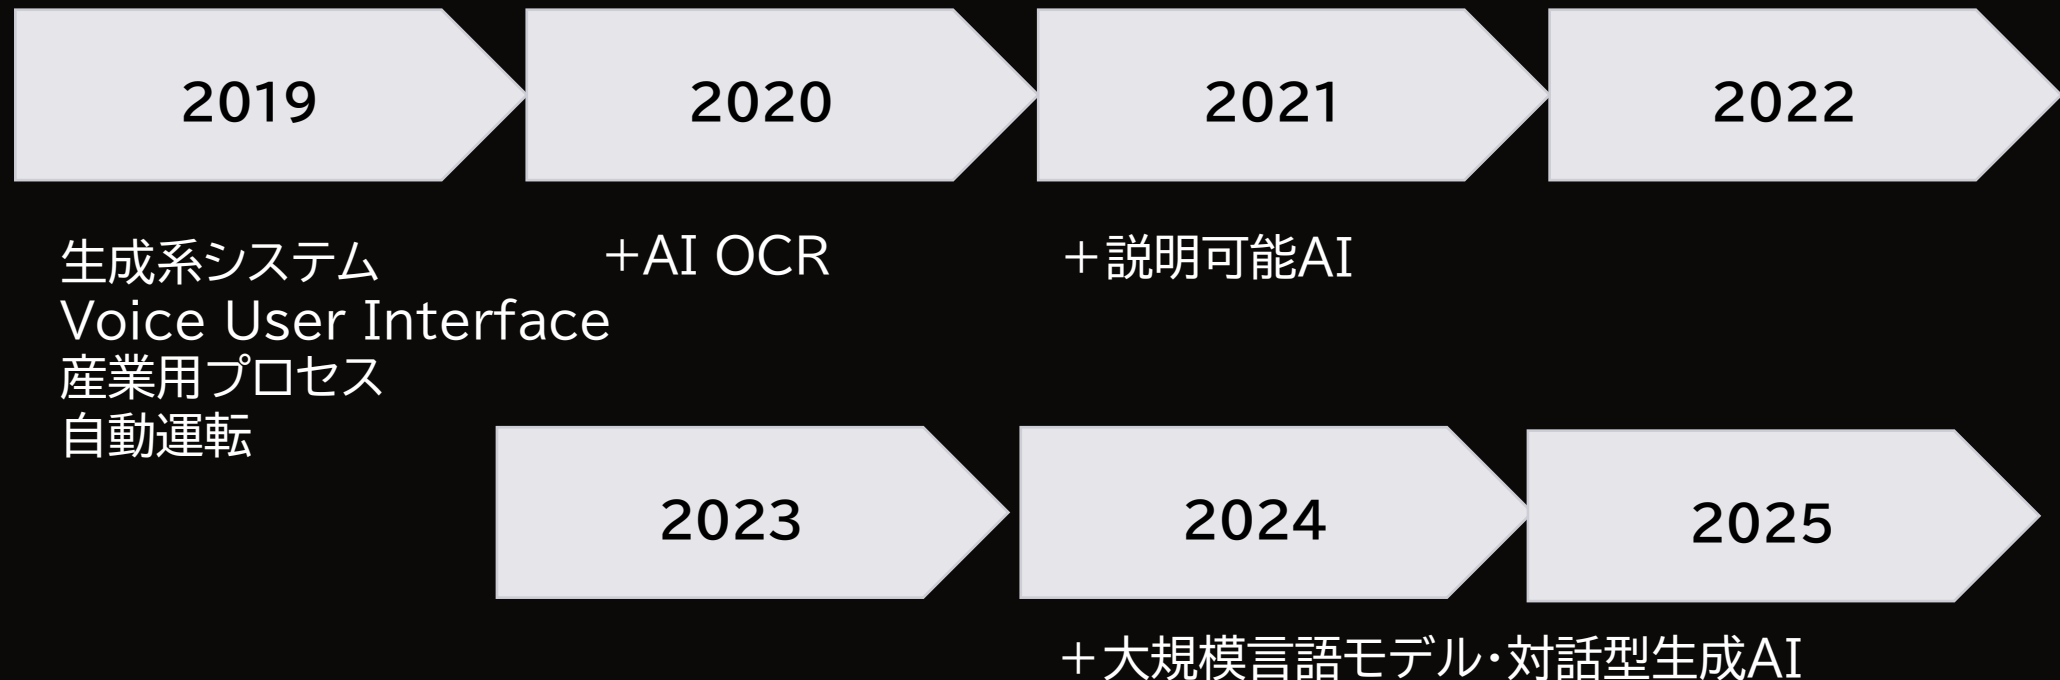 2019
2020
2021
2022
生成系システム
Voice User Interface
産業用プロセス
自動運転
+AI OCR
+説明可能AI
2023
2024
2025
+大規模言語モデル・対話型生成AI